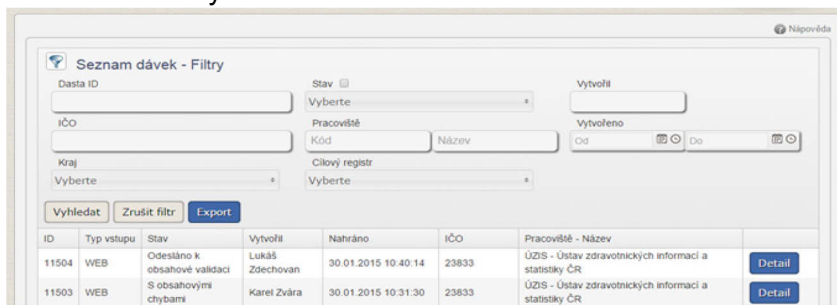 Nápověda
Seznam dávek - Filtry
Dasta ID Stav Vytvořil
Vyberte
IČO Pracoviště Vytvořeno
Kód Název Od Do
Kraj Cílový registr
Vyberte Vyberte
Vyhledat Zrušit filtr Export
ID Typ vstupu Stav Vytvořil Nahráno IČO Pracoviště - Název
11504 WEB Odesláno k obsahové validaci Lukáš Zdechovan 30.01.2015 10:40:14 23833 ÚZIS - Ústav zdravotnických informací a statistiky ČR Detail
11503 WEB S obsahovými chybami Karel Zvára 30.01.2015 10:31:30 23833 ÚZIS - Ústav zdravotnických informací a statistiky ČR Detail